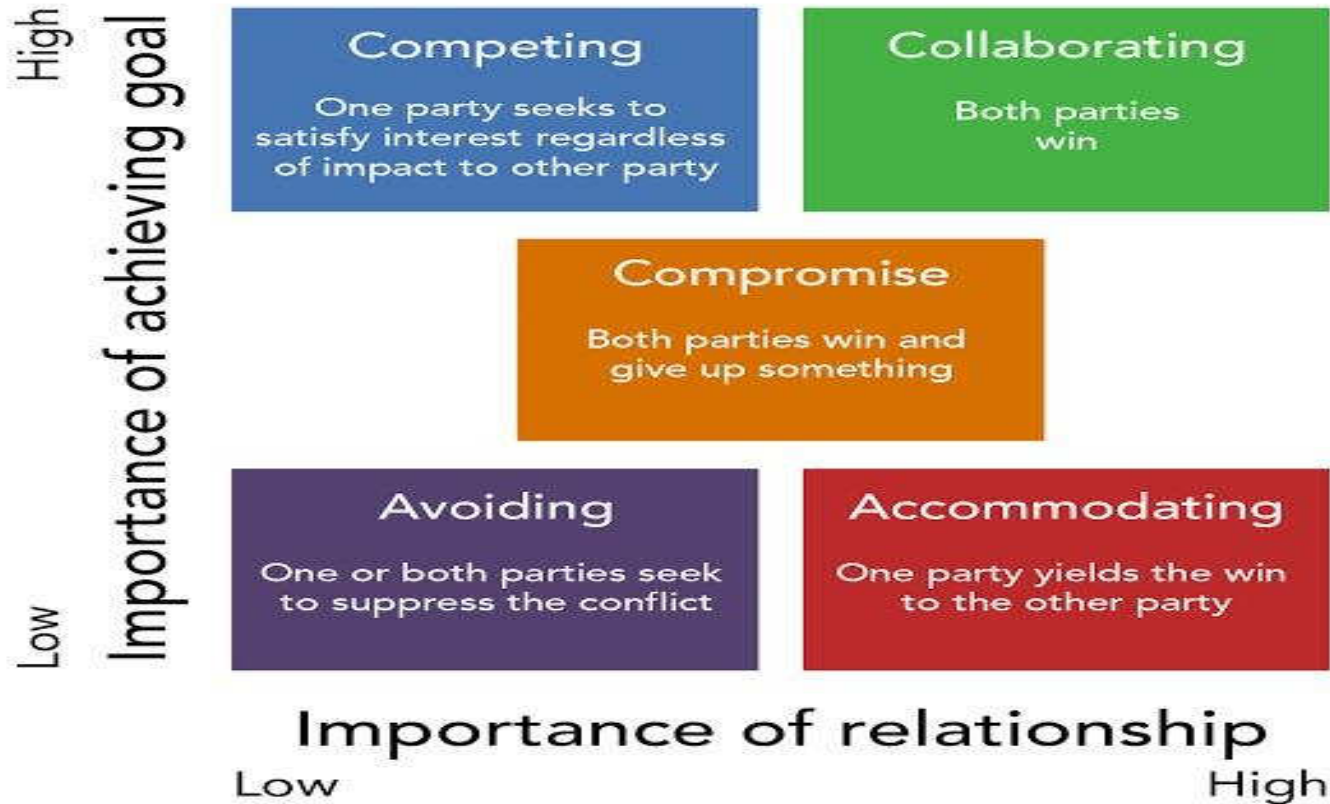 High
Importance of achieving goal
Low
Competing
One party seeks to
satisfy interest regardless
of impact to other party
Collaborating
Both parties
win
Compromise
Both parties win and
give up something
Avoiding
One or both parties seek
to suppress the conflict
Accommodating
One party yields the win
to the other party
Importance of relationship
Low
High